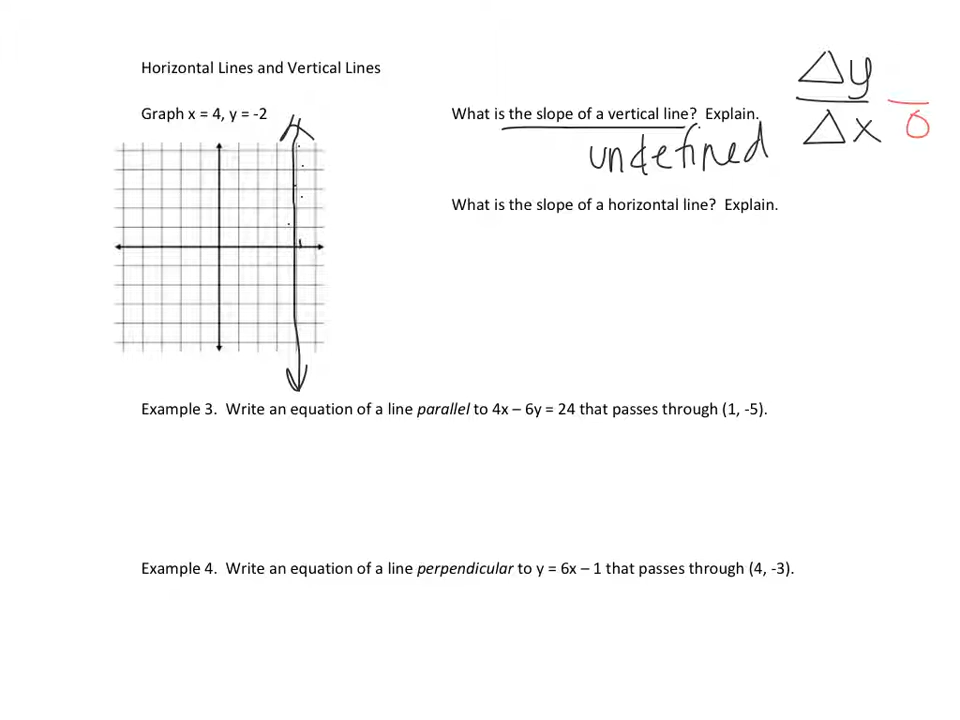 Horizontal Lines and Vertical Lines
Graph x = 4, y = -2
What is the slope of a vertical line? Explain.
Δy
Δx
0
undefined
What is the slope of a horizontal line? Explain.
Example 3. Write an equation of a line parallel to 4x – 6y = 24 that passes through (1, -5).
Example 4. Write an equation of a line perpendicular to y = 6x – 1 that passes through (4, -3).